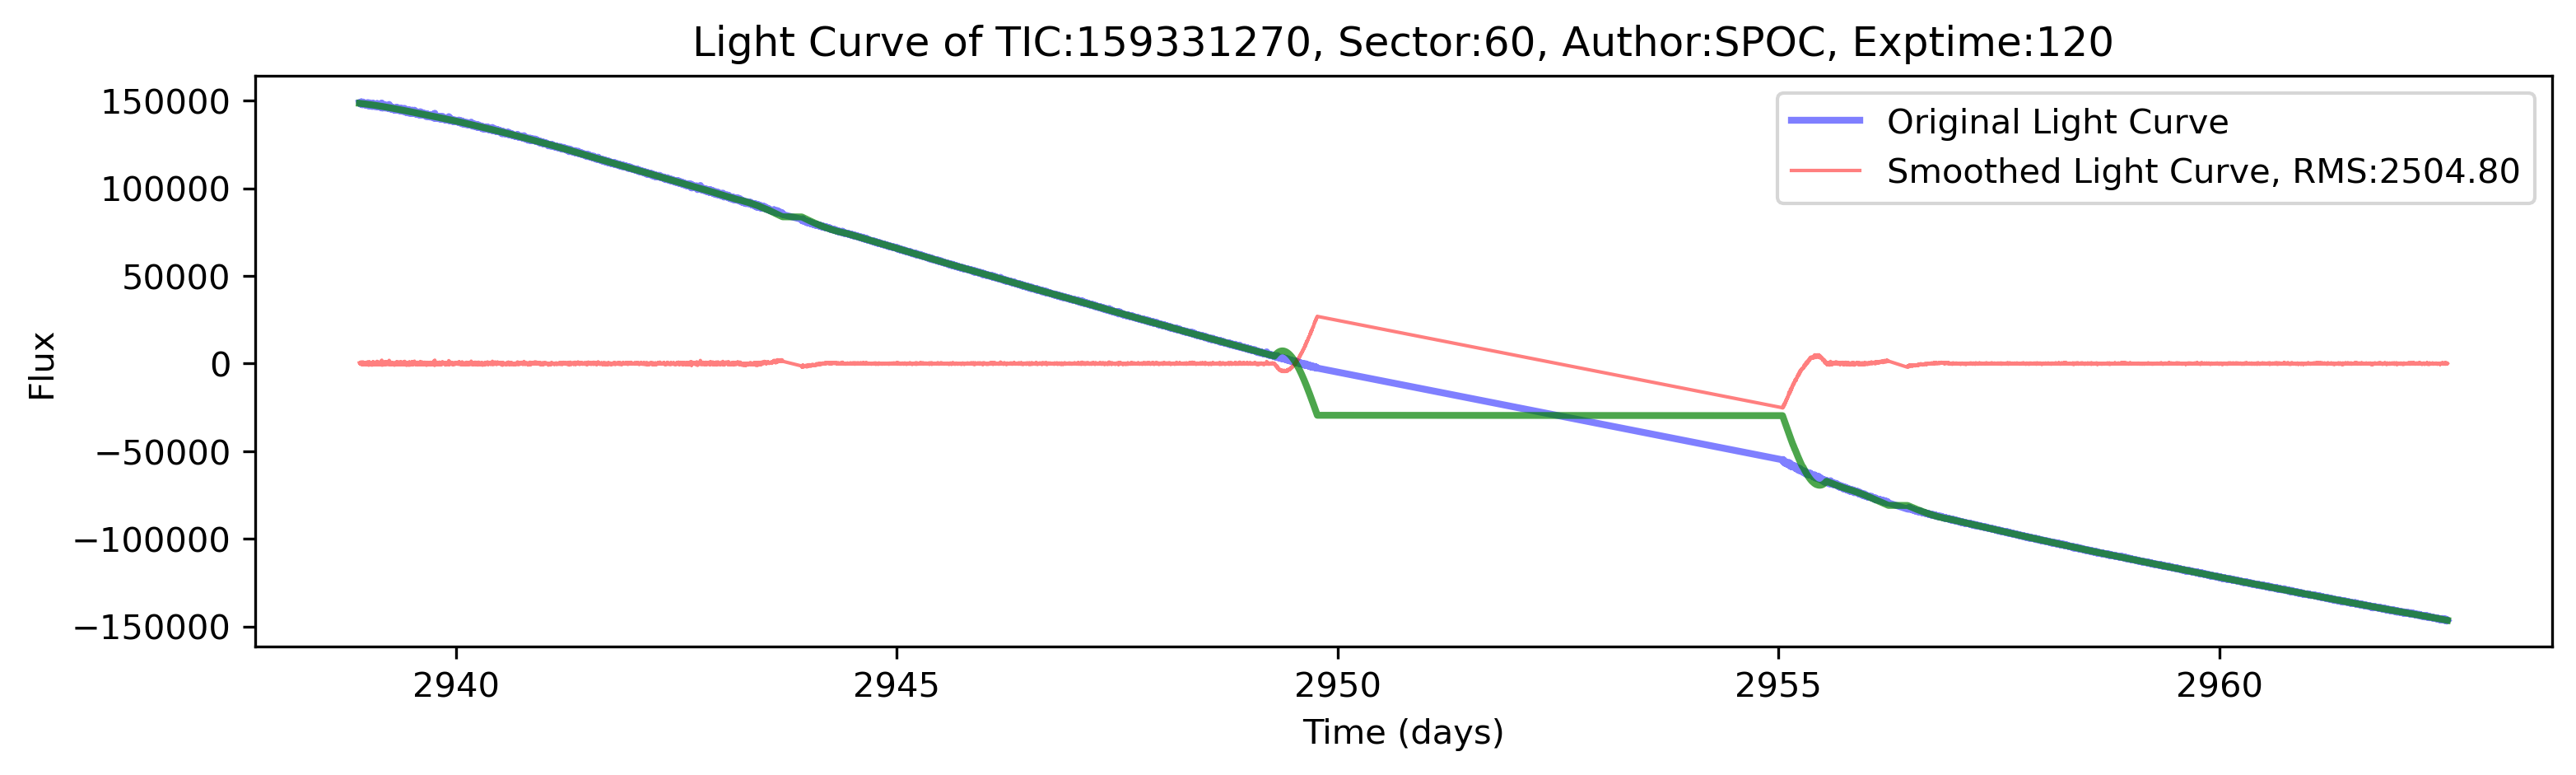 Light Curve of TIC:159331270, Sector:60, Author:SPOC, Exptime:120
Original Light Curve
Smoothed Light Curve, RMS:2504.80
Flux
150000
100000
50000
0
−50000
−100000
−150000
2940 2945 2950 2955 2960
Time (days)